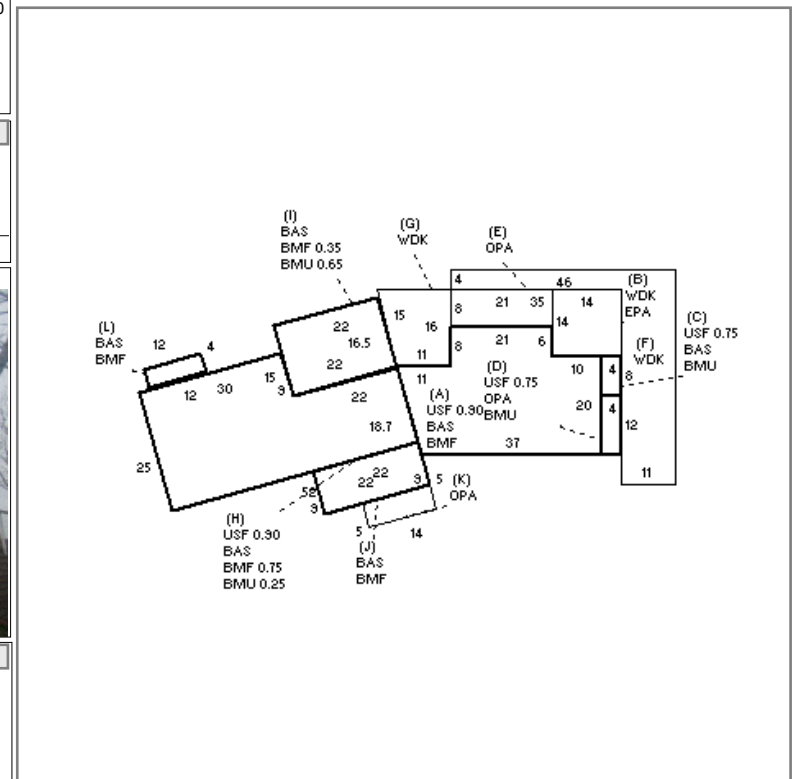 (I)
BAS
BMF 0.35
BMU 0.65
(G)
WDK
(E)
OPA
4
46
(B)
WDK
EPA
(C)
USF 0.75
BAS
BMU
(F)
WDK
(L)
BAS
BMF
12
4
22
16.5
22
15
16
11
8
21
35
14
14
8
21
6
10
4
8
(D)
USF 0.75
OPA
BMU
20
4
12
37
11
11
(A)
USF 0.90
BAS
BMF
12
30
15
9
22
18.7
25
22
22
9
5
(K)
OPA
9
5
14
(H)
USF 0.90
BAS
BMF 0.75
BMU 0.25
(J)
BAS
BMF